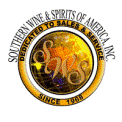 SOUTHERN WINE & SPIRITS OF AMERICA, INC.
DEDICATED TO SALES & SERVICE
SWS
SINCE 1968